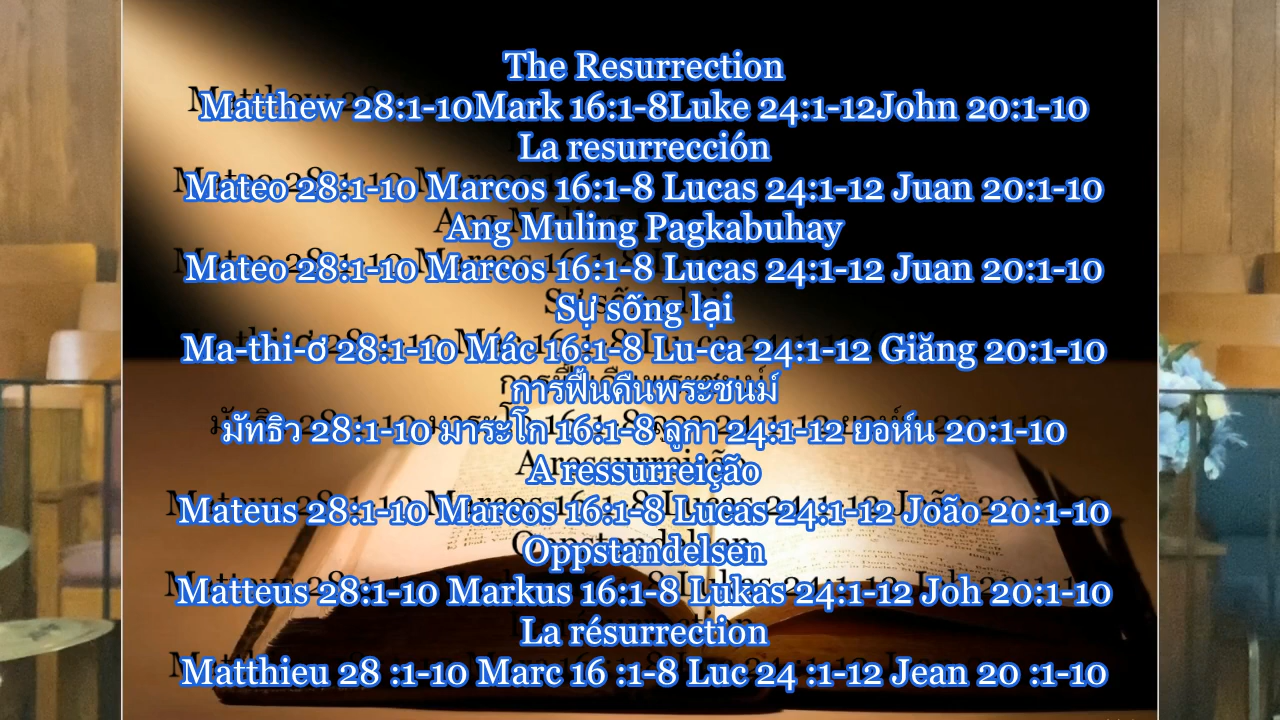 The Resurrection
Matthew 28:1-10Mark 16:1-8Luke 24:1-12John 20:1-10
La resurrección
Mateo 28:1-10 Marcos 16:1-8 Lucas 24:1-12 Juan 20:1-10
Ang Muling Pagkabuhay
Mateo 28:1-10 Marcos 16:1-8 Lucas 24:1-12 Juan 20:1-10
Sự sống lại
Ma-thi-ơ 28:1-10 Mác 16:1-8 Lu-ca 24:1-12 Giăng 20:1-10
การฟื้นคืนพระชนม์
มัทธิว 28:1-10 มาระโก 16:1-8 ลูกา 24:1-12 ยอห์น 20:1-10
A ressurreição
Mateus 28:1-10 Marcos 16:1-8 Lucas 24:1-12 João 20:1-10
Oppstandelsen
Matteus 28:1-10 Markus 16:1-8 Lukas 24:1-12 Joh 20:1-10
La résurrection
Matthieu 28 :1-10 Marc 16 :1-8 Luc 24 :1-12 Jean 20 :1-10